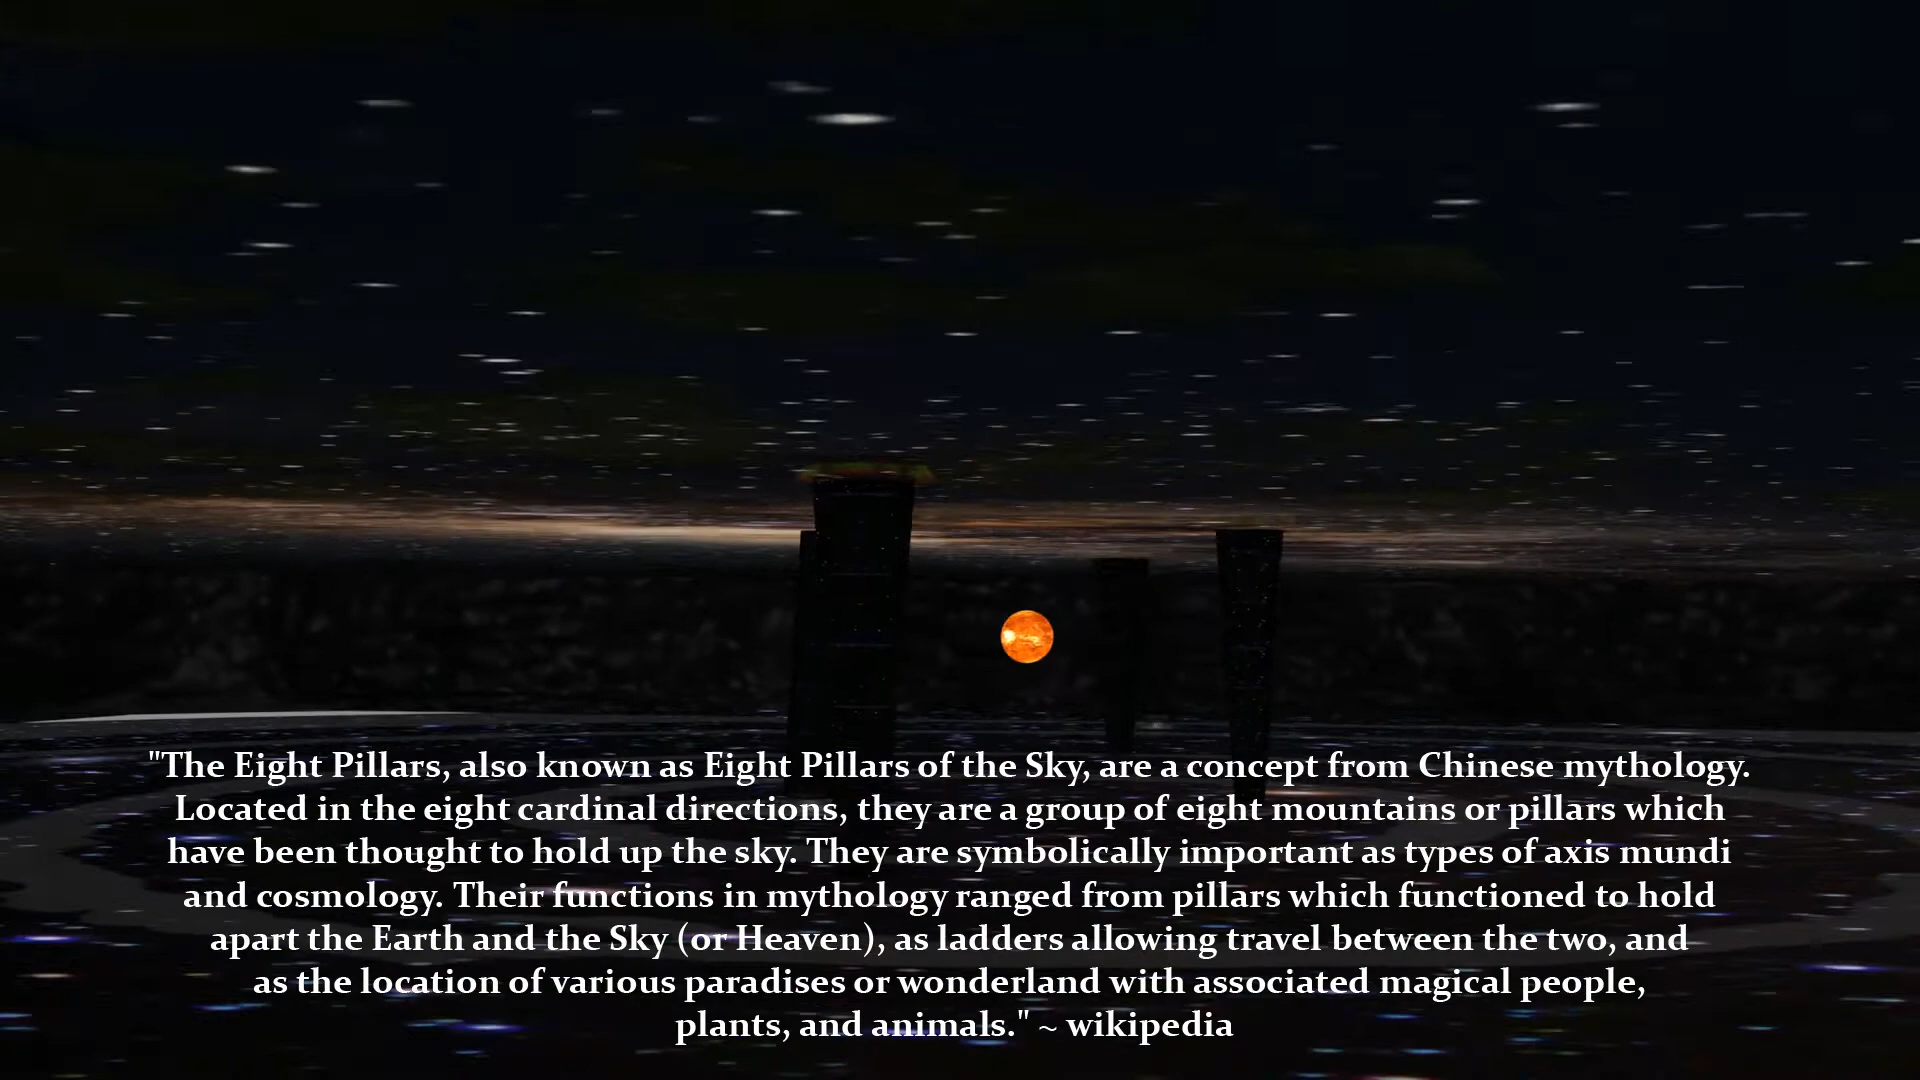 "The Eight Pillars, also known as Eight Pillars of the Sky, are a concept from Chinese mythology.
Located in the eight cardinal directions, they are a group of eight mountains or pillars which
have been thought to hold up the sky. They are symbolically important as types of axis mundi
and cosmology. Their functions in mythology ranged from pillars which functioned to hold
apart the Earth and the Sky (or Heaven), as ladders allowing travel between the two, and
as the location of various paradises or wonderland with associated magical people,
plants, and animals." ~ wikipedia